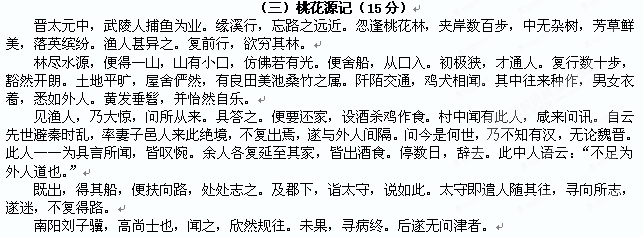 （三）桃花源记（15 分）
晋太元中，武陵人捕鱼为业。缘溪行，忘路之远近。忽逢桃花林，夹岸数百步，中无杂树，芳草鲜
美，落英缤纷。渔人甚异之。复前行，欲穷其林。
林尽水源，便得一山，山有小口，仿佛若有光。便舍船，从口入。初极狭，才通人。复行数十步，
豁然开朗。土地平旷，屋舍俨然，有良田美池桑竹之属。阡陌交通，鸡犬相闻。其中往来种作，男女衣
着，悉如外人。黄发垂髫，并怡然自乐。
见渔人，乃大惊，问所从来。具答之。便要还家，设酒杀鸡作食。村中闻有此人，咸来问讯。自云
先世避秦时乱，率妻子邑人来此绝境，不复出焉，遂与外人间隔。问今是何世，乃不知有汉，无论魏晋。
此人一一为具言所闻，皆叹惋。余人各复延至其家，皆出酒食。停数日，辞去。此中人语云：“不足为
外人道也。”
既出，得其船，便扶向路，处处志之。及郡下，诣太守，说如此。太守即遣人随其往，寻向所志，
遂迷，不复得路。
南阳刘子骥，高尚士也，闻之，欣然规往。未果，寻病终。后遂无问津者。